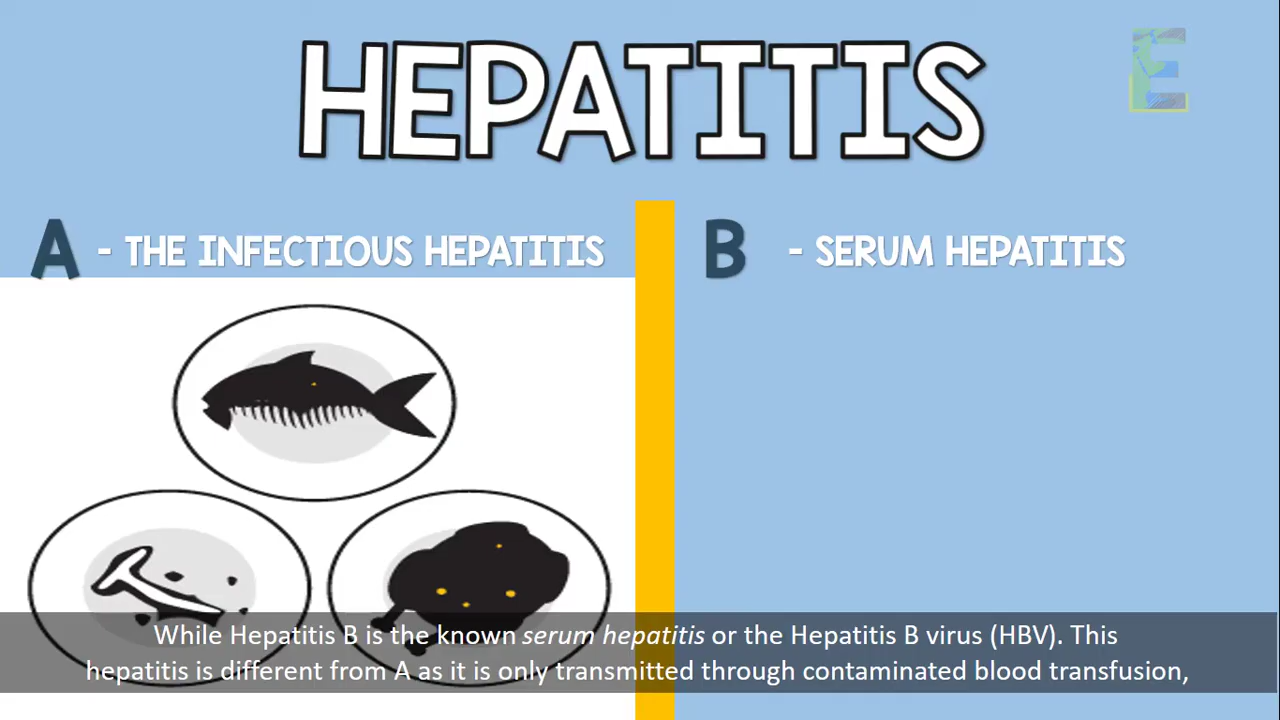 HEPATITIS
E
A - THE INFECTIOUS HEPATITIS
B - SERUM HEPATITIS
While Hepatitis B is the known serum hepatitis or the Hepatitis B virus (HBV). This
hepatitis is different from A as it is only transmitted through contaminated blood transfusion,